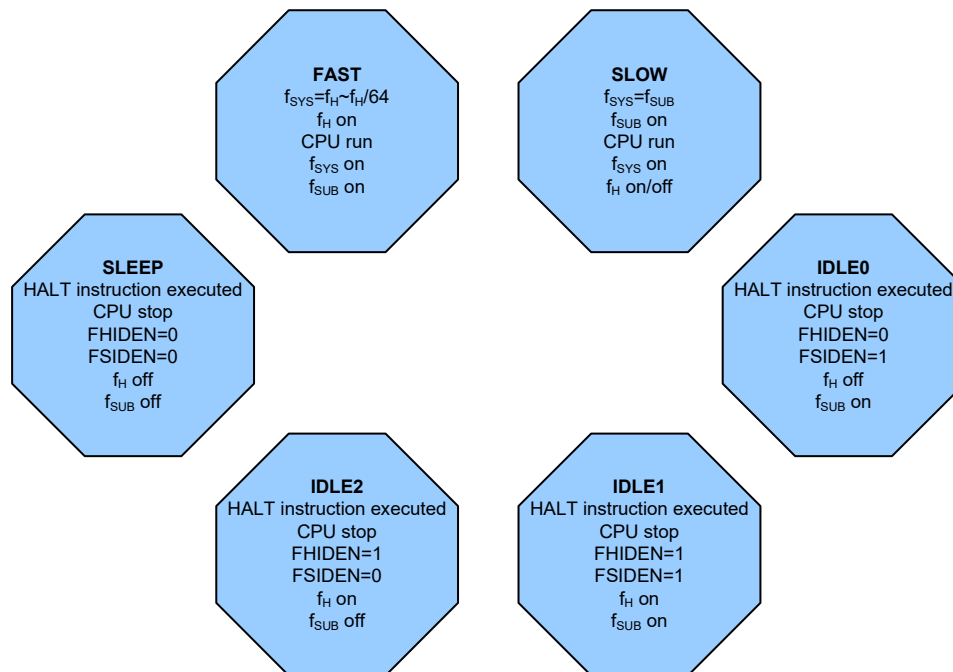 FAST
fSYS=fH~fH/64
fH on
CPU run
fSYS on
fSUB on
SLOW
fSYS=fSUB
fSUB on
CPU run
fSYS on
fH on/off
SLEEP
HALT instruction executed
CPU stop
FHIDEN=0
FSIDEN=0
fH off
fSUB off
IDLE0
HALT instruction executed
CPU stop
FHIDEN=0
FSIDEN=1
fH off
fSUB on
IDLE2
HALT instruction executed
CPU stop
FHIDEN=1
FSIDEN=0
fH on
fSUB off
IDLE1
HALT instruction executed
CPU stop
FHIDEN=1
FSIDEN=1
fH on
fSUB on